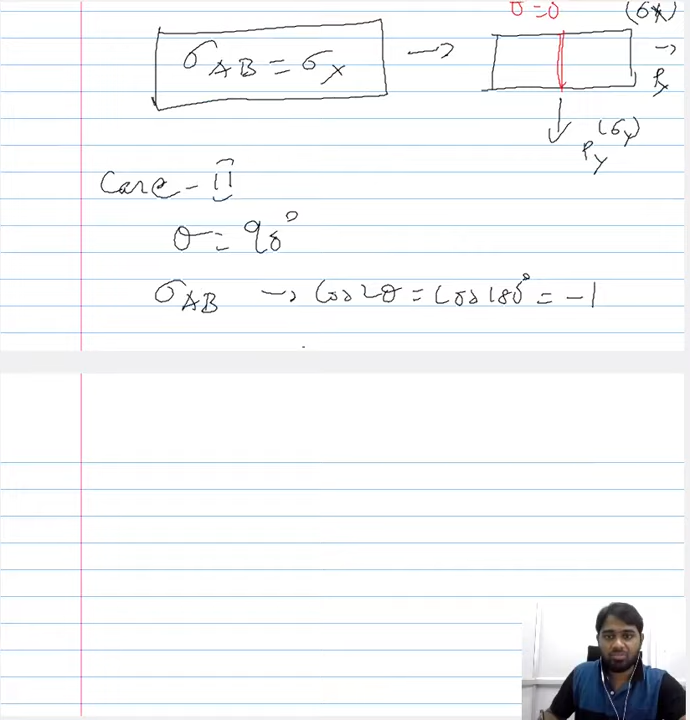 θ=0 (σx)
σAB = σx → → Px
(σy)
Py
Case - II
θ = 90°
σAB → Cos2θ = Cos180° = -1